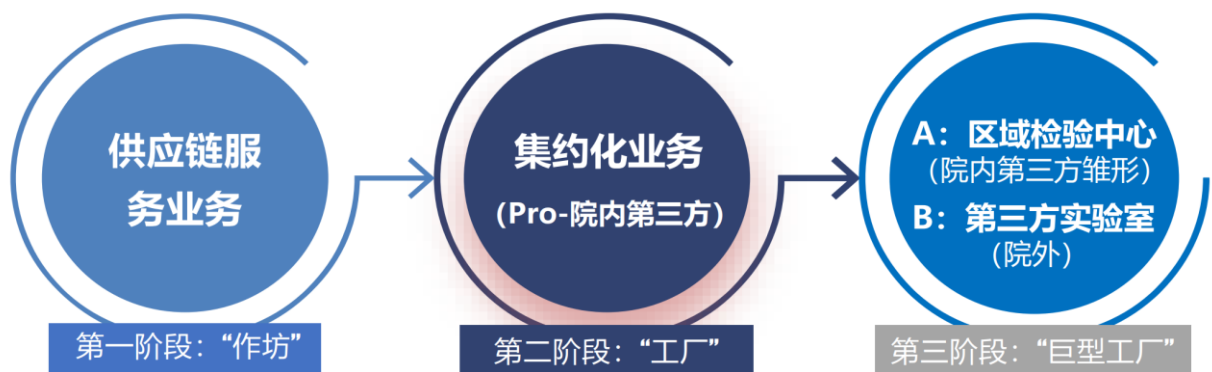 供应链服
务业务
第一阶段：“作坊”
集约化业务
（Pro-院内第三方）
第二阶段：“工厂”
A：区域检验中心
（院内第三方雏形）
B：第三方实验室
（院外）
第三阶段：“巨型工厂”